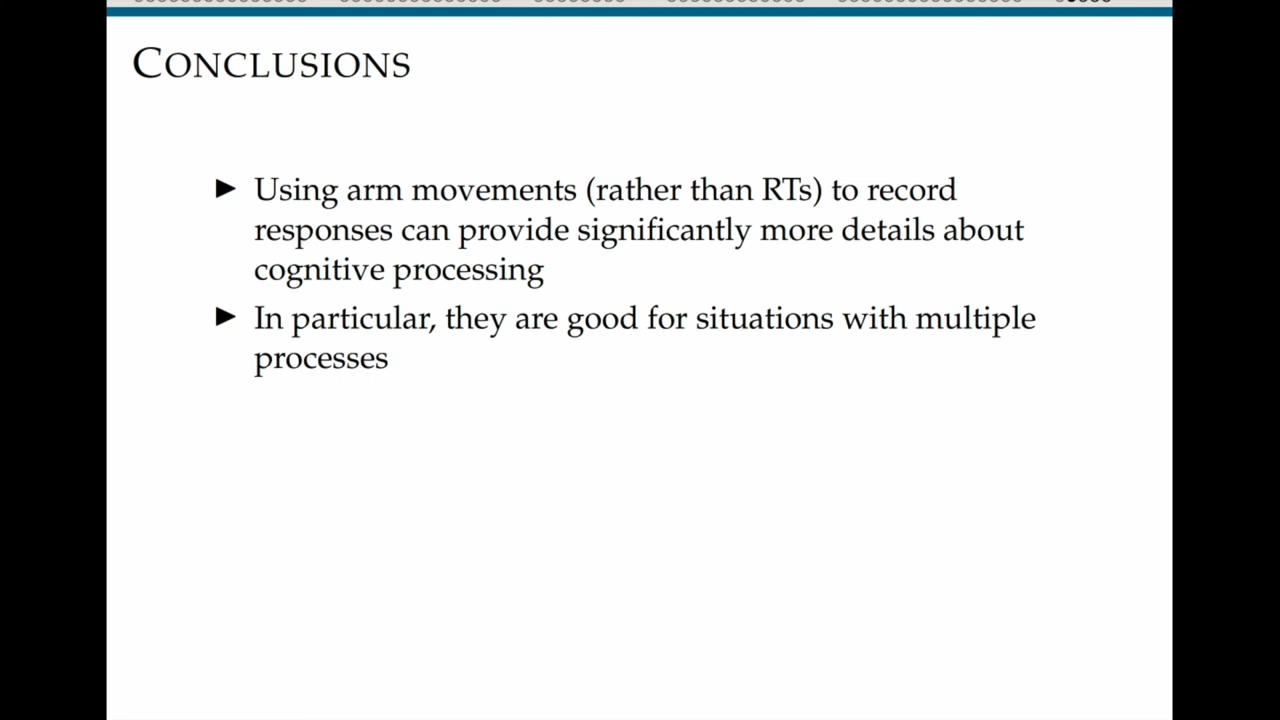 CONCLUSIONS
▶ Using arm movements (rather than RTs) to record
responses can provide significantly more details about
cognitive processing
▶ In particular, they are good for situations with multiple
processes